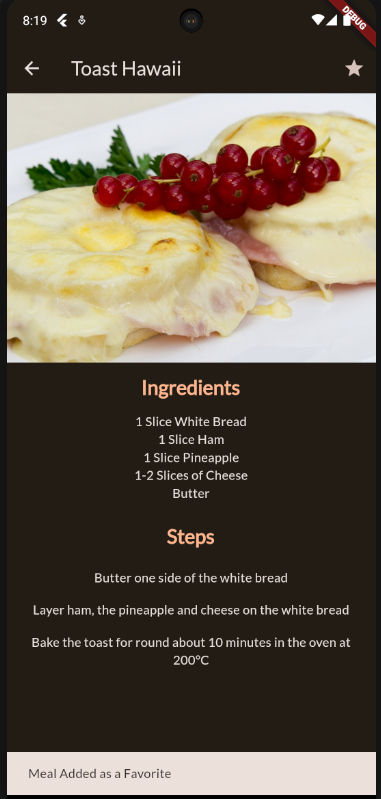 8:19
DEBUG
Toast Hawaii
Ingredients
1 Slice White Bread
1 Slice Ham
1 Slice Pineapple
1-2 Slices of Cheese
Butter
Steps
Butter one side of the white bread
Layer ham, the pineapple and cheese on the white bread
Bake the toast for round about 10 minutes in the oven at
200°C
Meal Added as a Favorite